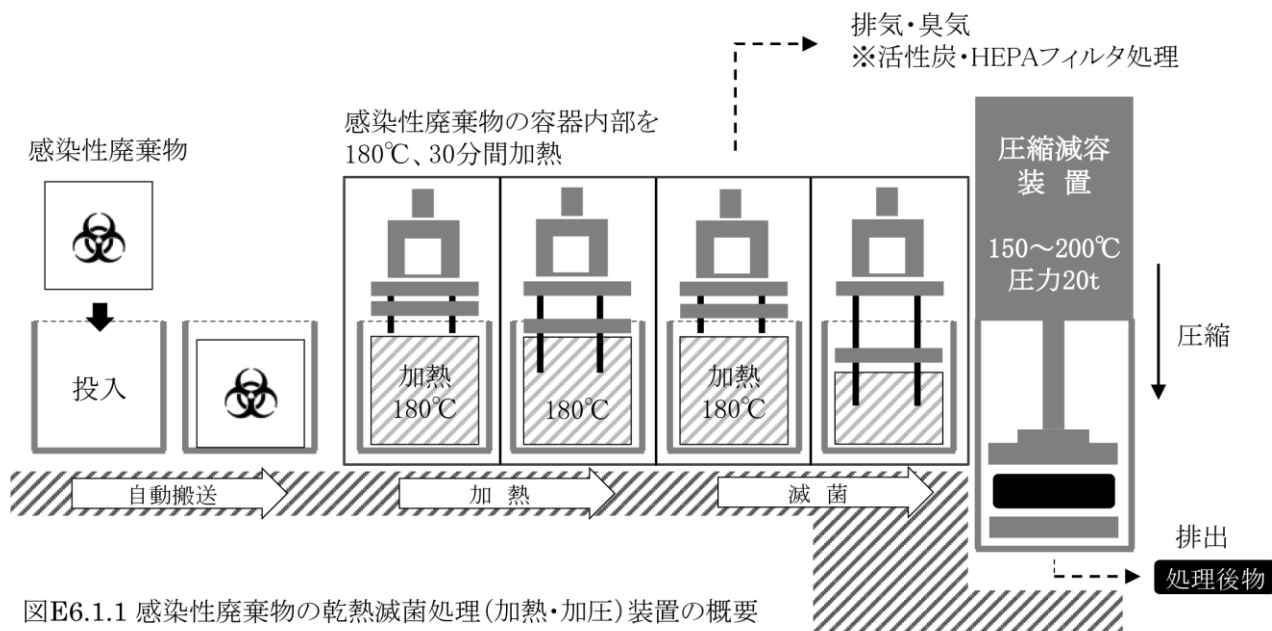 排気・臭気
※活性炭・HEPAフィルタ処理
感染性廃棄物の容器内部を
180℃、30分間加熱
感染性廃棄物
圧縮減容
装 置
150～200℃
圧力20t
圧縮
投入
加熱
180℃
180℃
加熱
180℃
自動搬送
加 熱
滅 菌
排出
処理後物
図E6.1.1 感染性廃棄物の乾熱滅菌処理(加熱・加圧)装置の概要